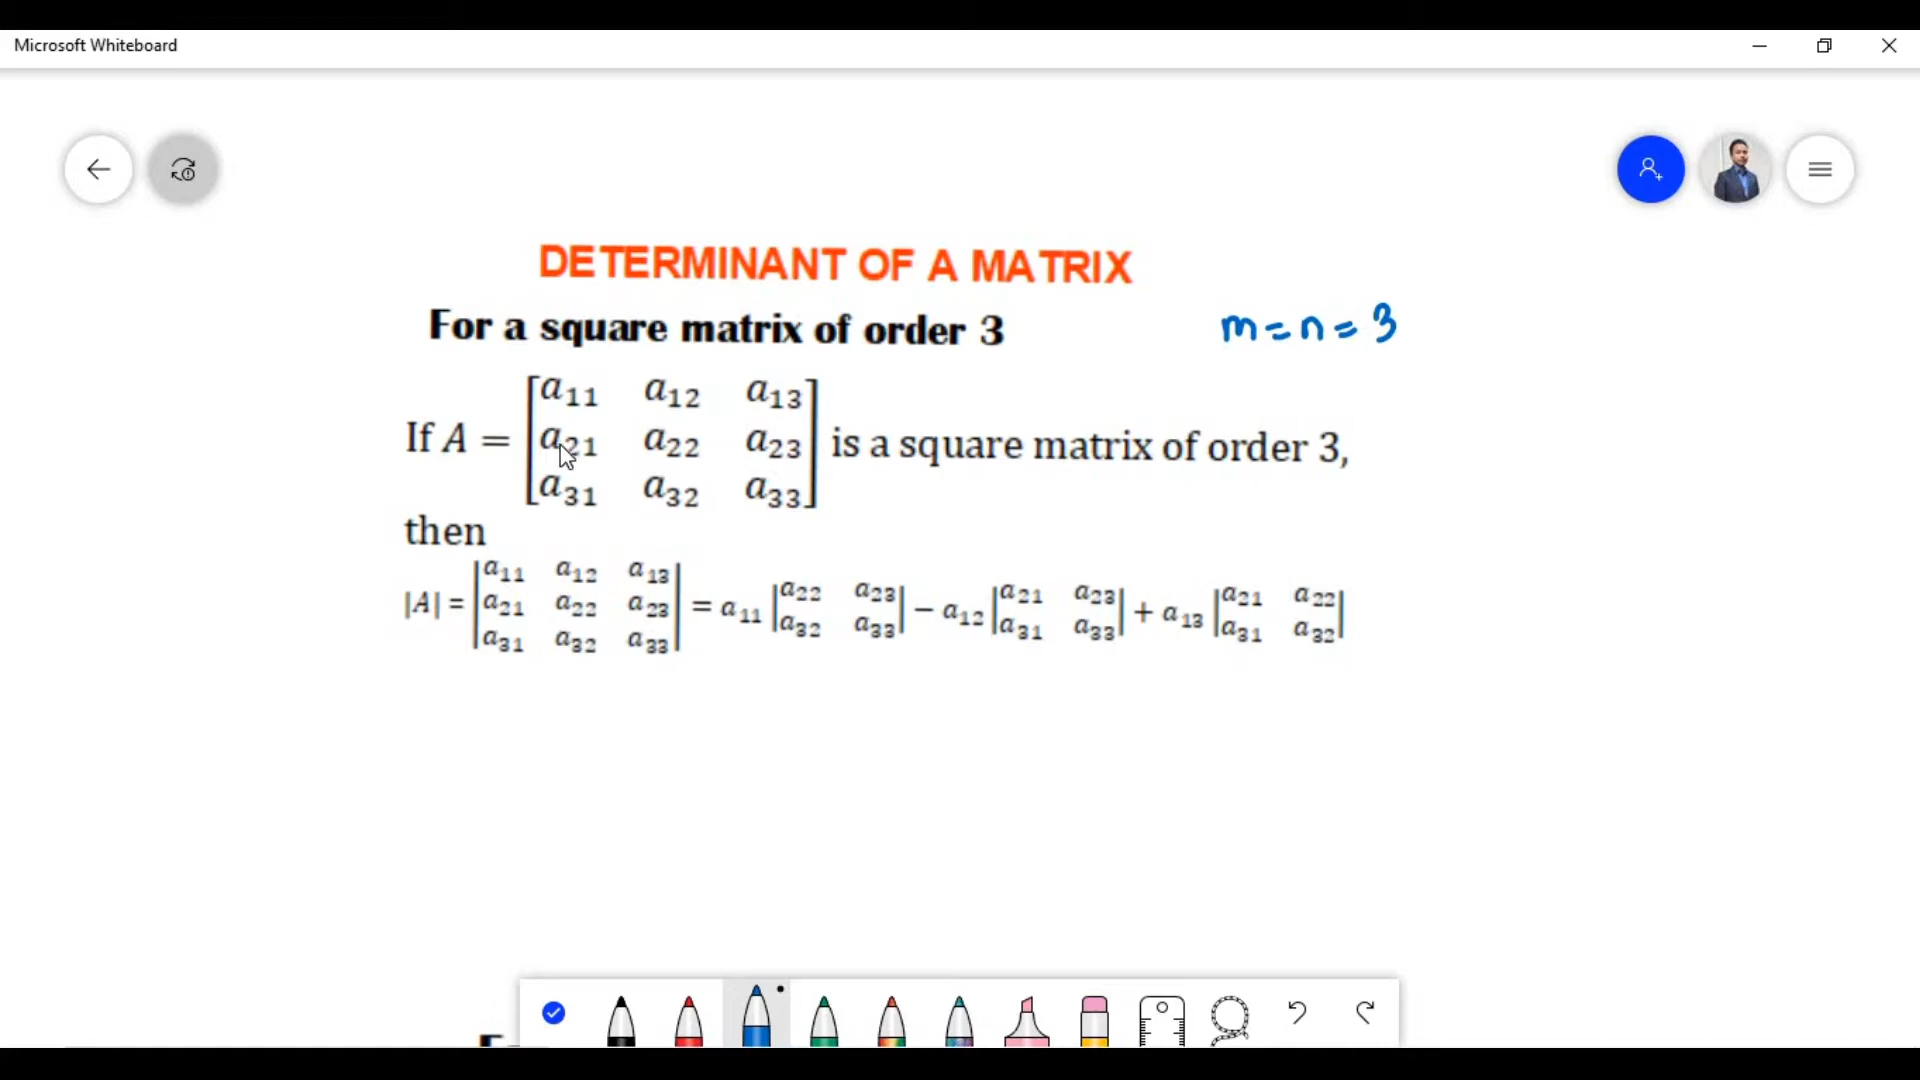 Microsoft Whiteboard
DETERMINANT OF A MATRIX
For a square matrix of order 3
m = n = 3
If A = [a₁₁ a₁₂ a₁₃
a₂₁ a₂₂ a₂₃
a₃₁ a₃₂ a₃₃] is a square matrix of order 3,
then
|A| = |a₁₁ a₁₂ a₁₃; a₂₁ a₂₂ a₂₃; a₃₁ a₃₂ a₃₃| = a₁₁ |a₂₂ a₂₃; a₃₂ a₃₃| − a₁₂ |a₂₁ a₂₃; a₃₁ a₃₃| + a₁₃ |a₂₁ a₂₂; a₃₁ a₃₂|